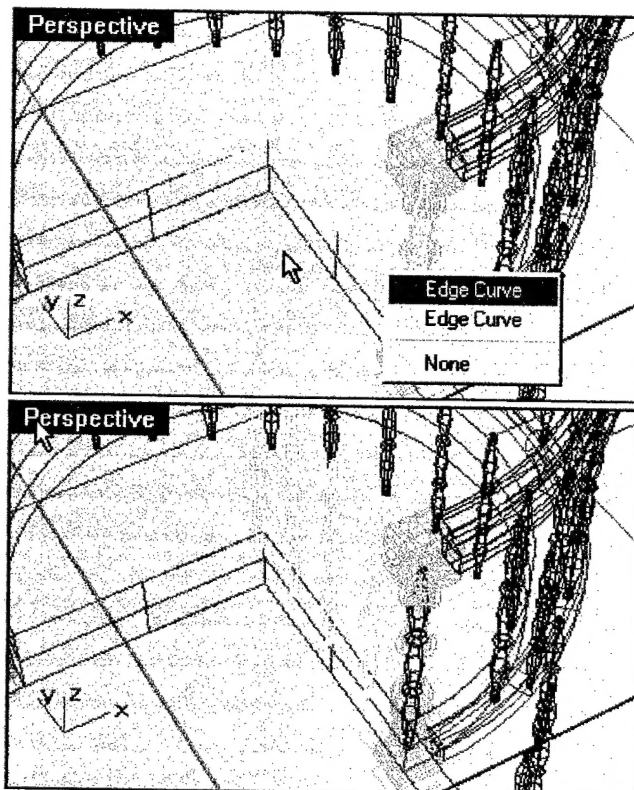 Perspective
Edge Curve
Edge Curve
None
y z x
Perspective
y z x